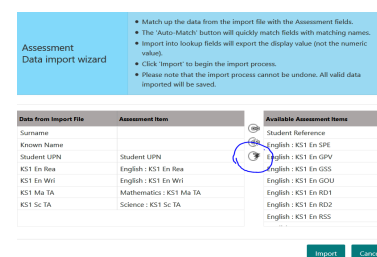 Assessment
Data import wizard
• Match up the data from the import file with the Assessment fields.
• The 'Auto-Match' button will quickly match fields with matching names.
• Import into lookup fields will export the display value (not the numeric
value).
• Click 'Import' to begin the import process.
• Please note that the import process cannot be undone. All valid data
imported will be saved.
Data from Import File Assessment Item Available Assessment Items
Surname Student Reference
Known Name English : KS1 En SPE
Student UPN Student UPN English : KS1 En GPV
KS1 En Rea English : KS1 En Rea English : KS1 En GSS
KS1 En Wri English : KS1 En Wri English : KS1 En GOU
KS1 Ma TA Mathematics : KS1 Ma TA English : KS1 En RD1
KS1 Sc TA Science : KS1 Sc TA English : KS1 En RD2
English : KS1 En RSS
Import Cance